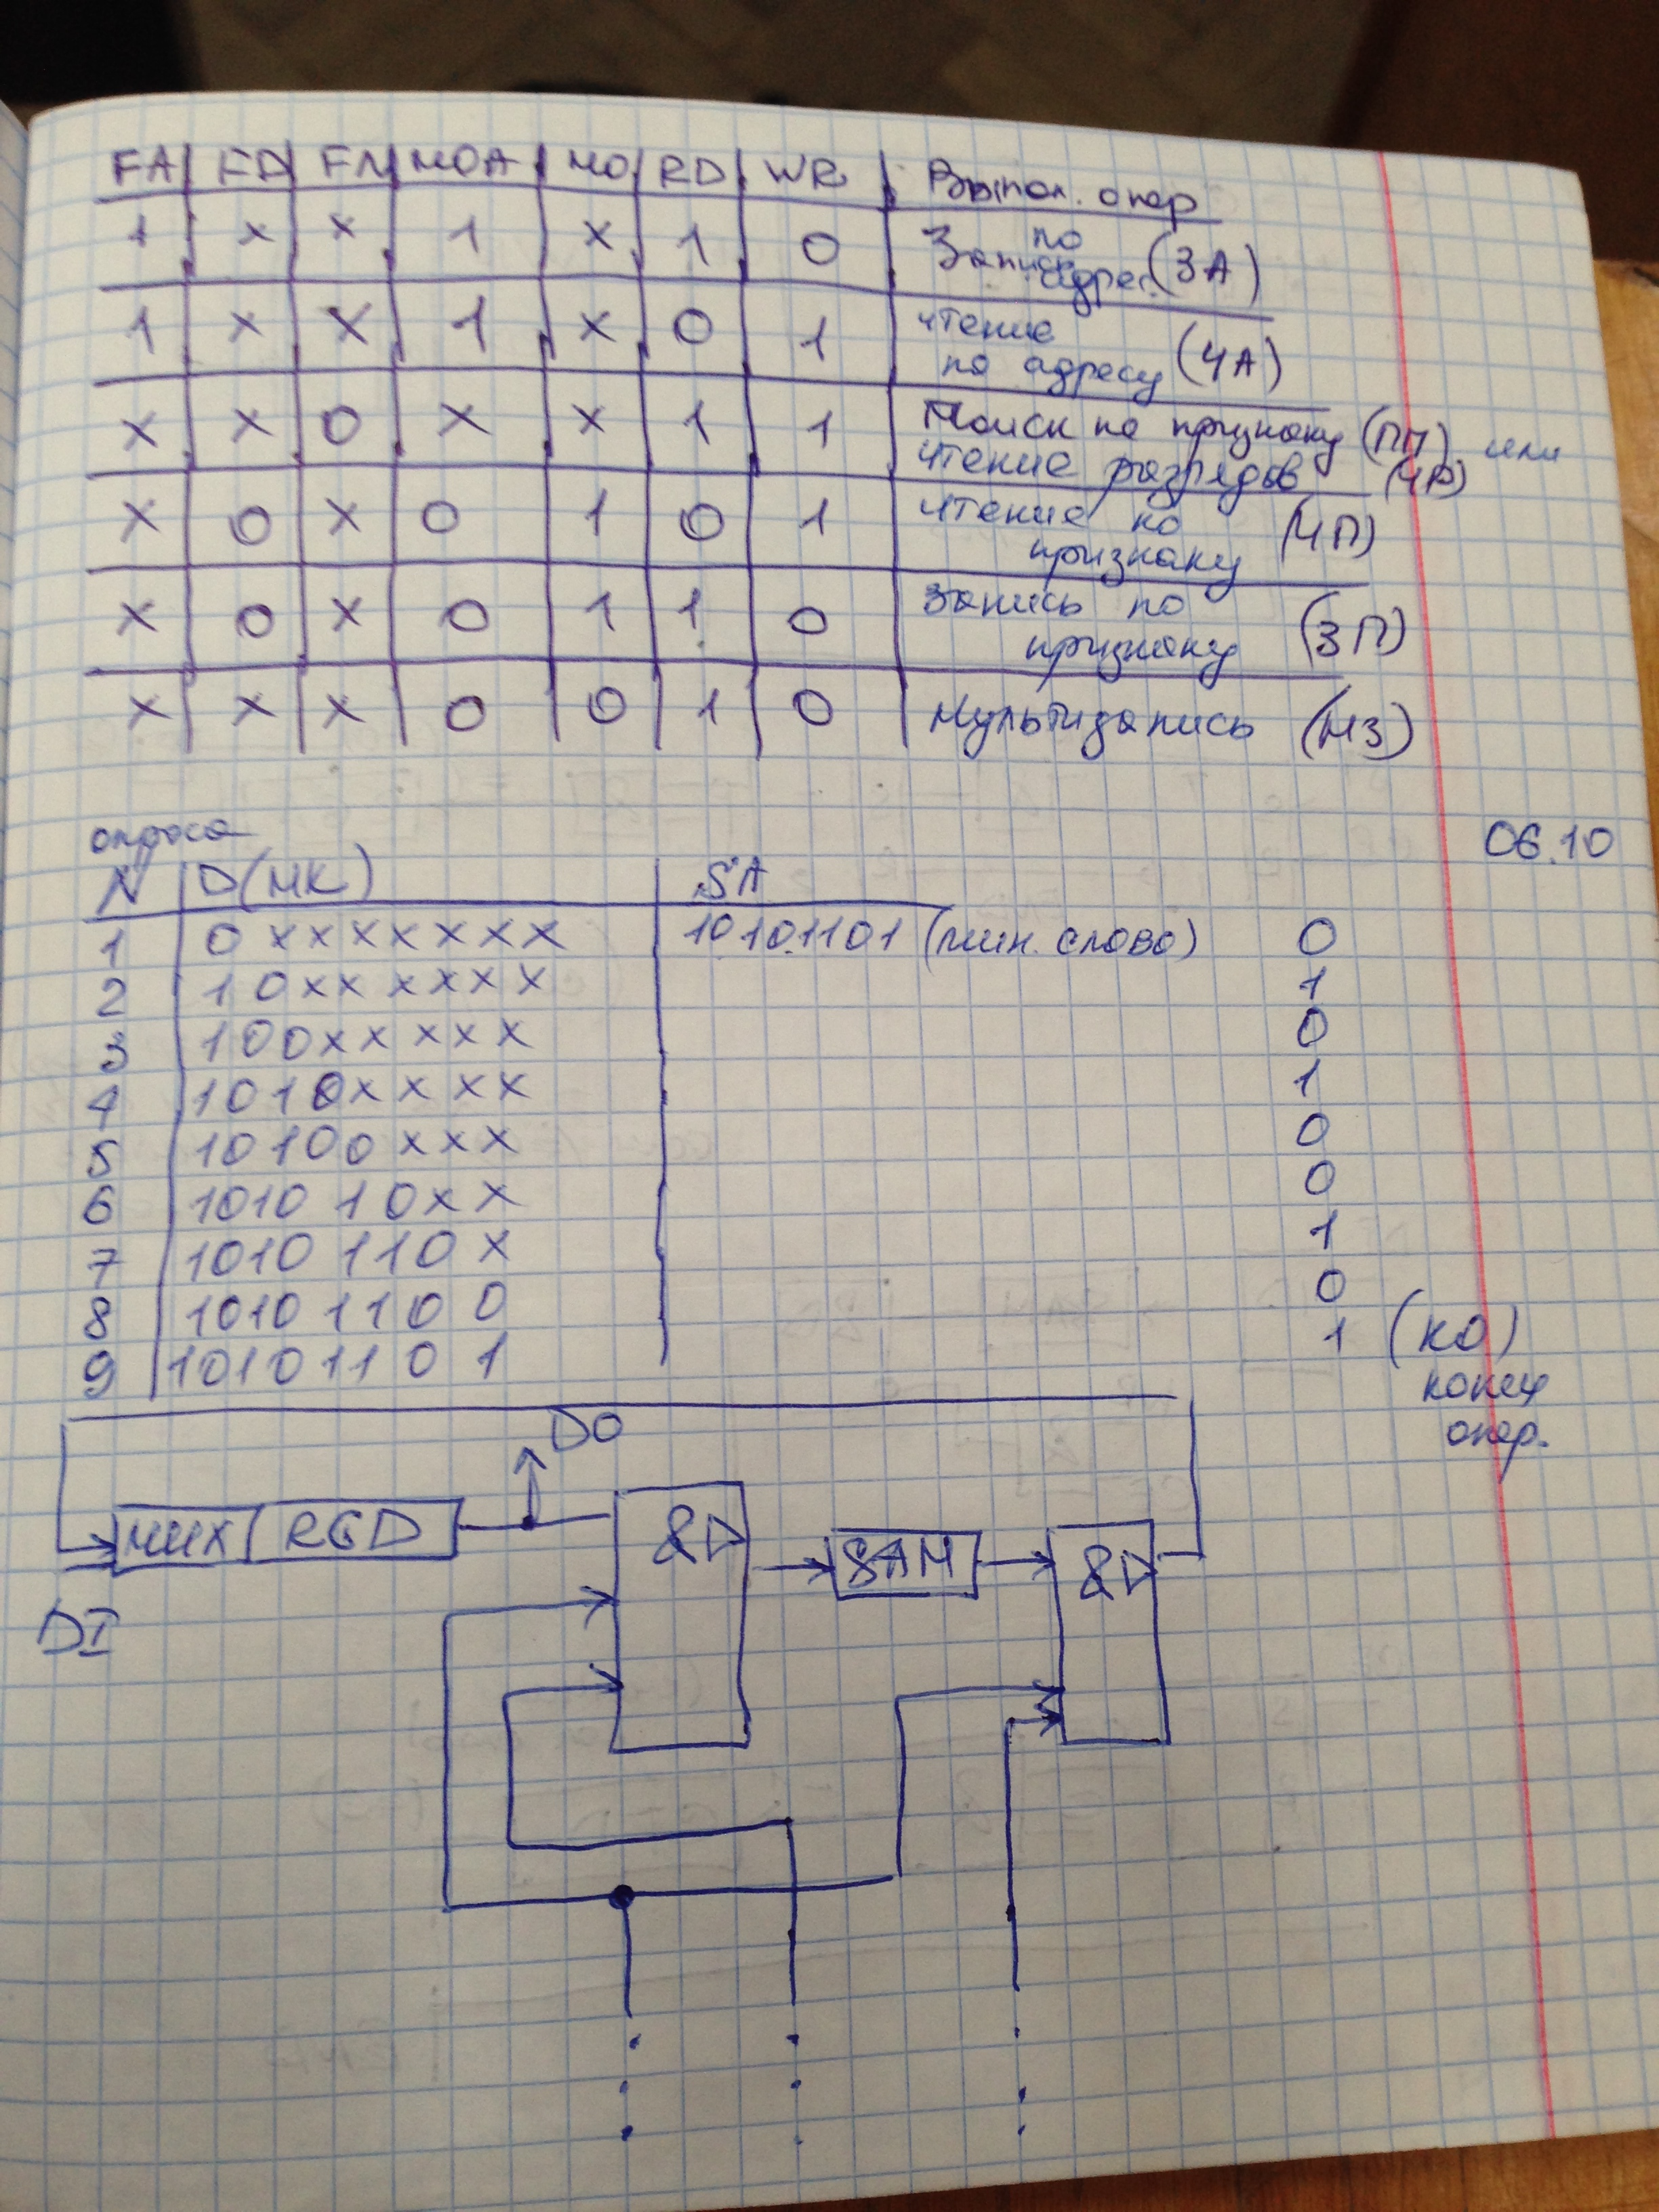 FA FD FN MOA MO RD WR Выпол. опер
1 x x 1 x 1 0 Запись по адрес. (ЗА)
1 x x 1 x 0 1 чтение
по адресу (ЧА)
x x 0 x x 1 1 Поиск по признаку (ПП) или
чтение разрядов (ЧР)
x 0 x 0 1 0 1 чтение по
признаку (ЧП)
x 0 x 0 1 1 0 запись по
признаку (ЗП)
x x x 0 0 1 0 Мультизапись (МЗ)
опроса 06.10
N D(МК) SA
1 0xxxxxxx 10101101 (мин. слово) 0
2 10xxxxxx 1
3 100xxxxx 0
4 1010xxxx 1
5 10100xxx 0
6 101010xx 0
7 1010110x 1
8 10101100 0
9 10101101 1 (КО)
конец
опер.
DO
MUX RGD &D SAM &D
DI